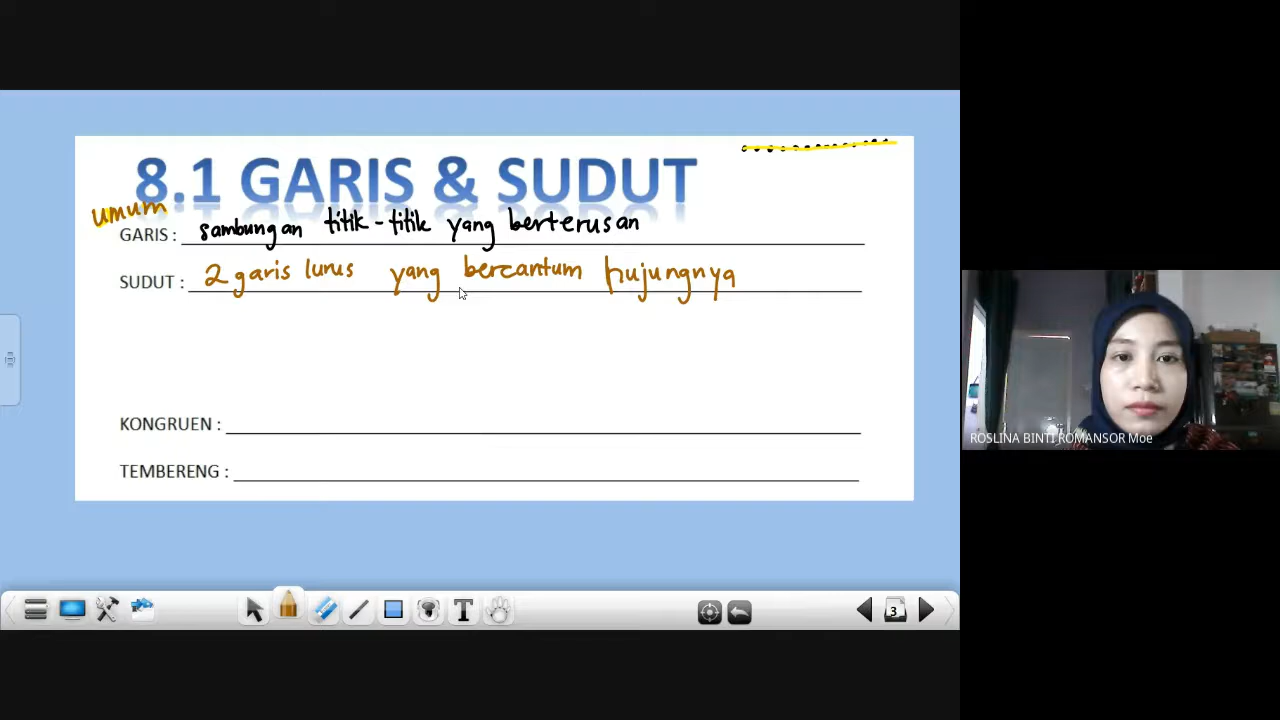 8.1 GARIS & SUDUT
umum
GARIS : sambungan titik-titik yang berterusan
SUDUT : 2 garis lurus yang bercantum hujungnya
KONGRUEN :
TEMBERENG :
ROSLINA BINTI ROMANSOR Moe
T
3